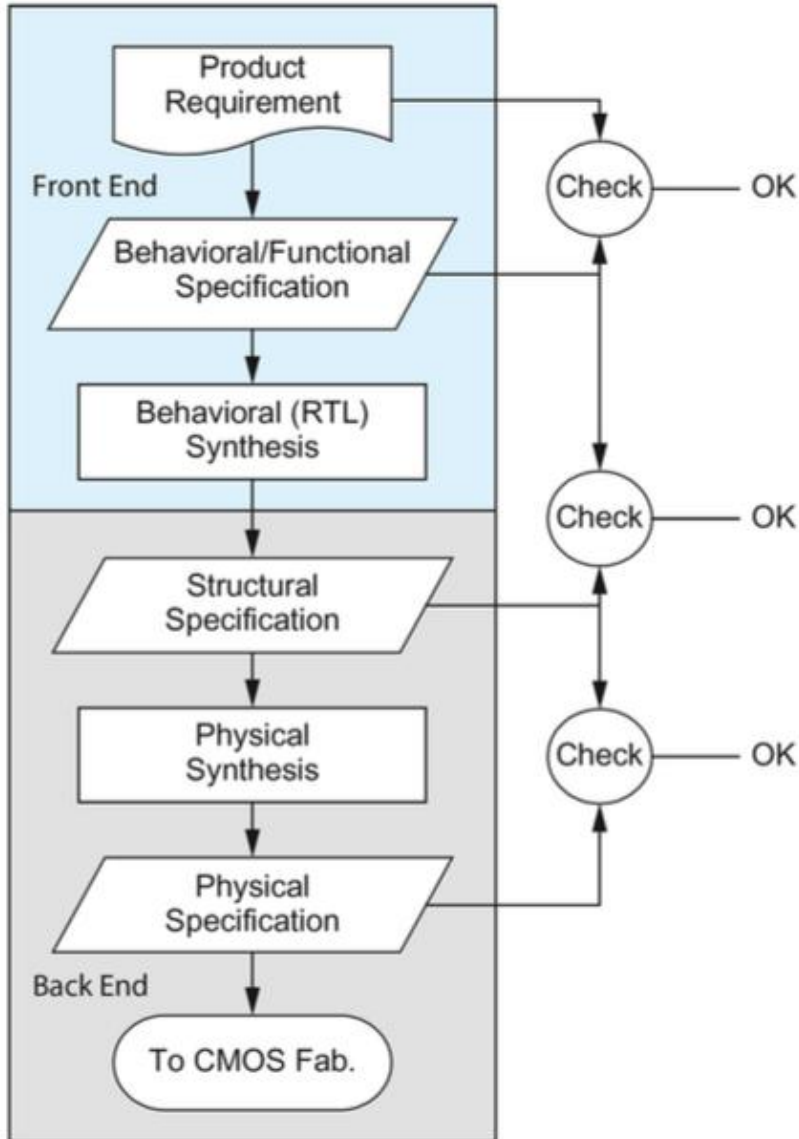 Product
Requirement
Check
OK
Front End
Behavioral/Functional
Specification
Behavioral (RTL)
Synthesis
Check
OK
Structural
Specification
Physical
Synthesis
Check
OK
Physical
Specification
Back End
To CMOS Fab.